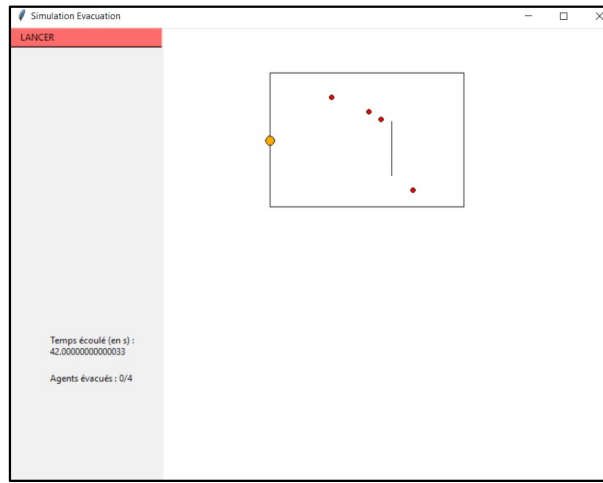 Simulation Evacuation
LANCER
Temps écoulé (en s) :
42.00000000000033
Agents évacués : 0/4